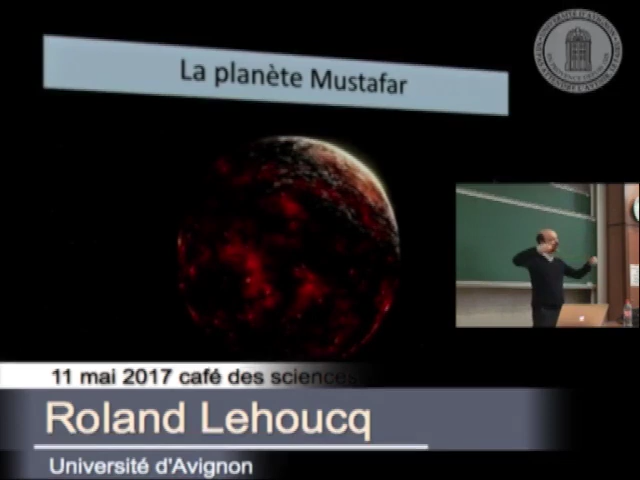 La planète Mustafar
11 mai 2017 café des sciences
Roland Lehoucq
Université d'Avignon